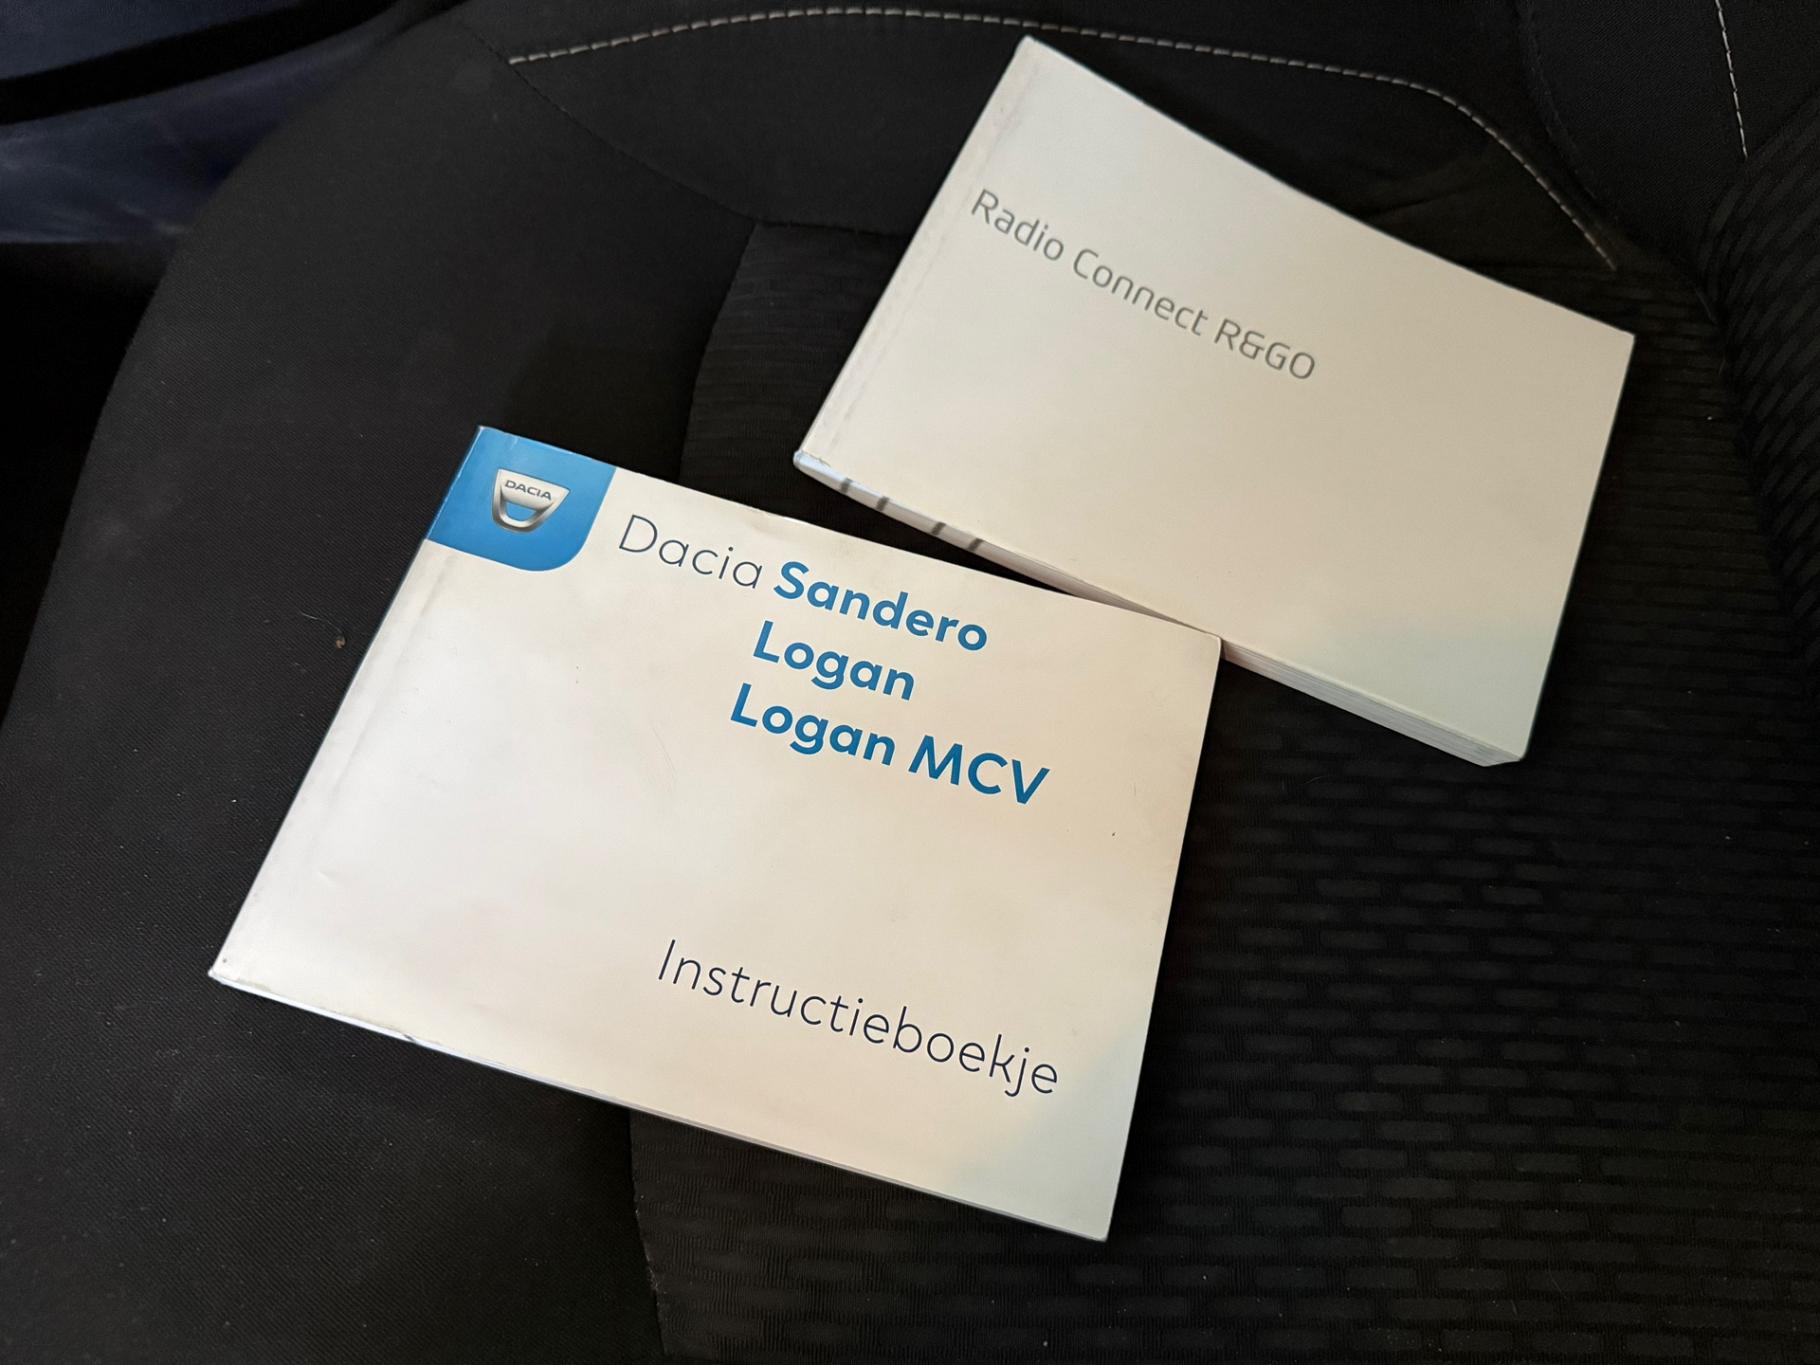 Radio Connect R&GO
DACIA
Dacia Sandero
Logan
Logan MCV
Instructieboekje